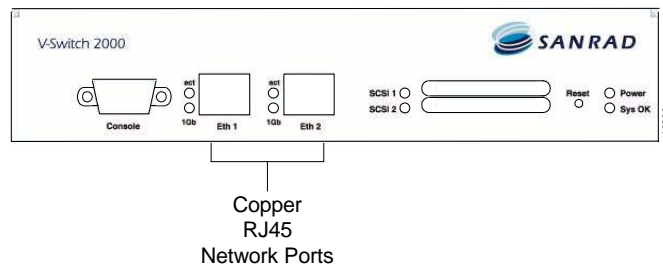 V-Switch 2000
SANRAD
act
act
SCSI 1
Reset
Power
SCSI 2
Sys OK
Console
1Gb
Eth 1
1Gb
Eth 2
Copper
RJ45
Network Ports